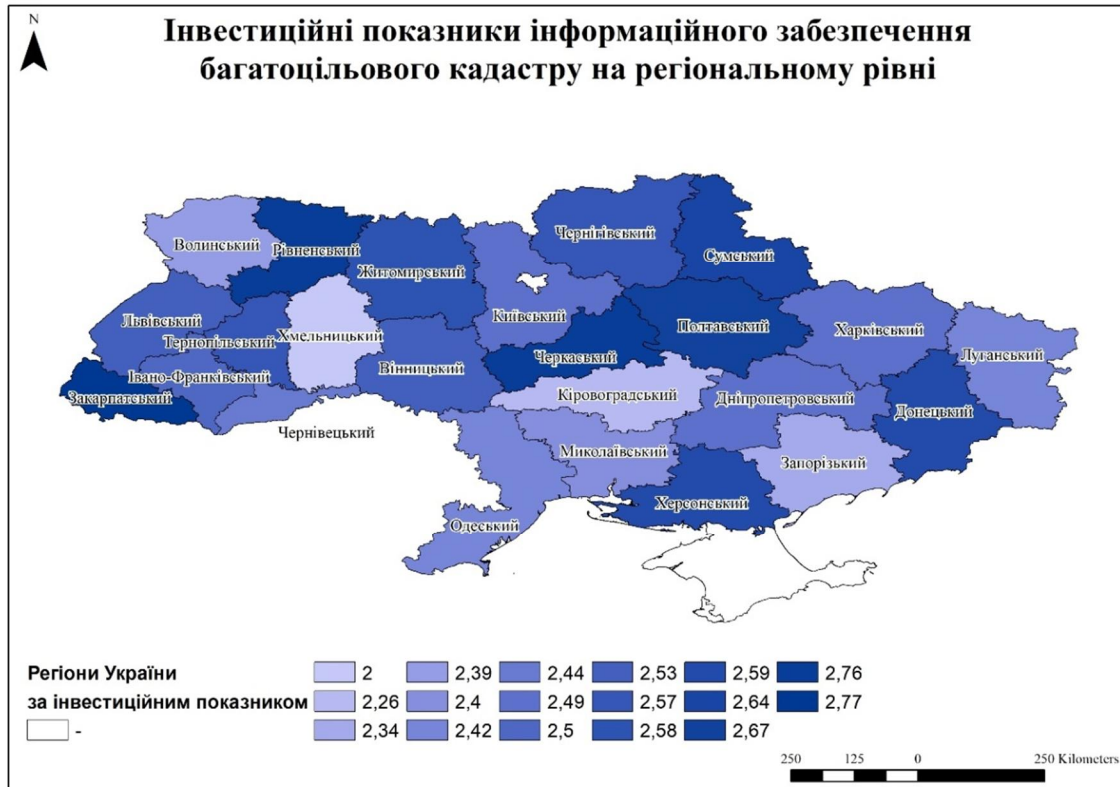 N
Інвестиційні показники інформаційного забезпечення
багатоцільового кадастру на регіональному рівні
Волинський
Рівненський
Житомирський
Чернігівський
Сумський
Київський
Львівський
Тернопільський
Хмельницький
Вінницький
Черкаський
Полтавський
Харківський
Луганський
Івано-Франківський
Закарпатський
Чернівецький
Кіровоградський
Дніпропетровський
Донецький
Миколаївський
Запорізький
Херсонський
Одеський
Регіони України
за інвестиційним показником
-
2
2,26
2,34
2,39
2,4
2,42
2,44
2,49
2,5
2,53
2,57
2,58
2,59
2,64
2,67
2,76
2,77
250 125 0 250 Kilometers